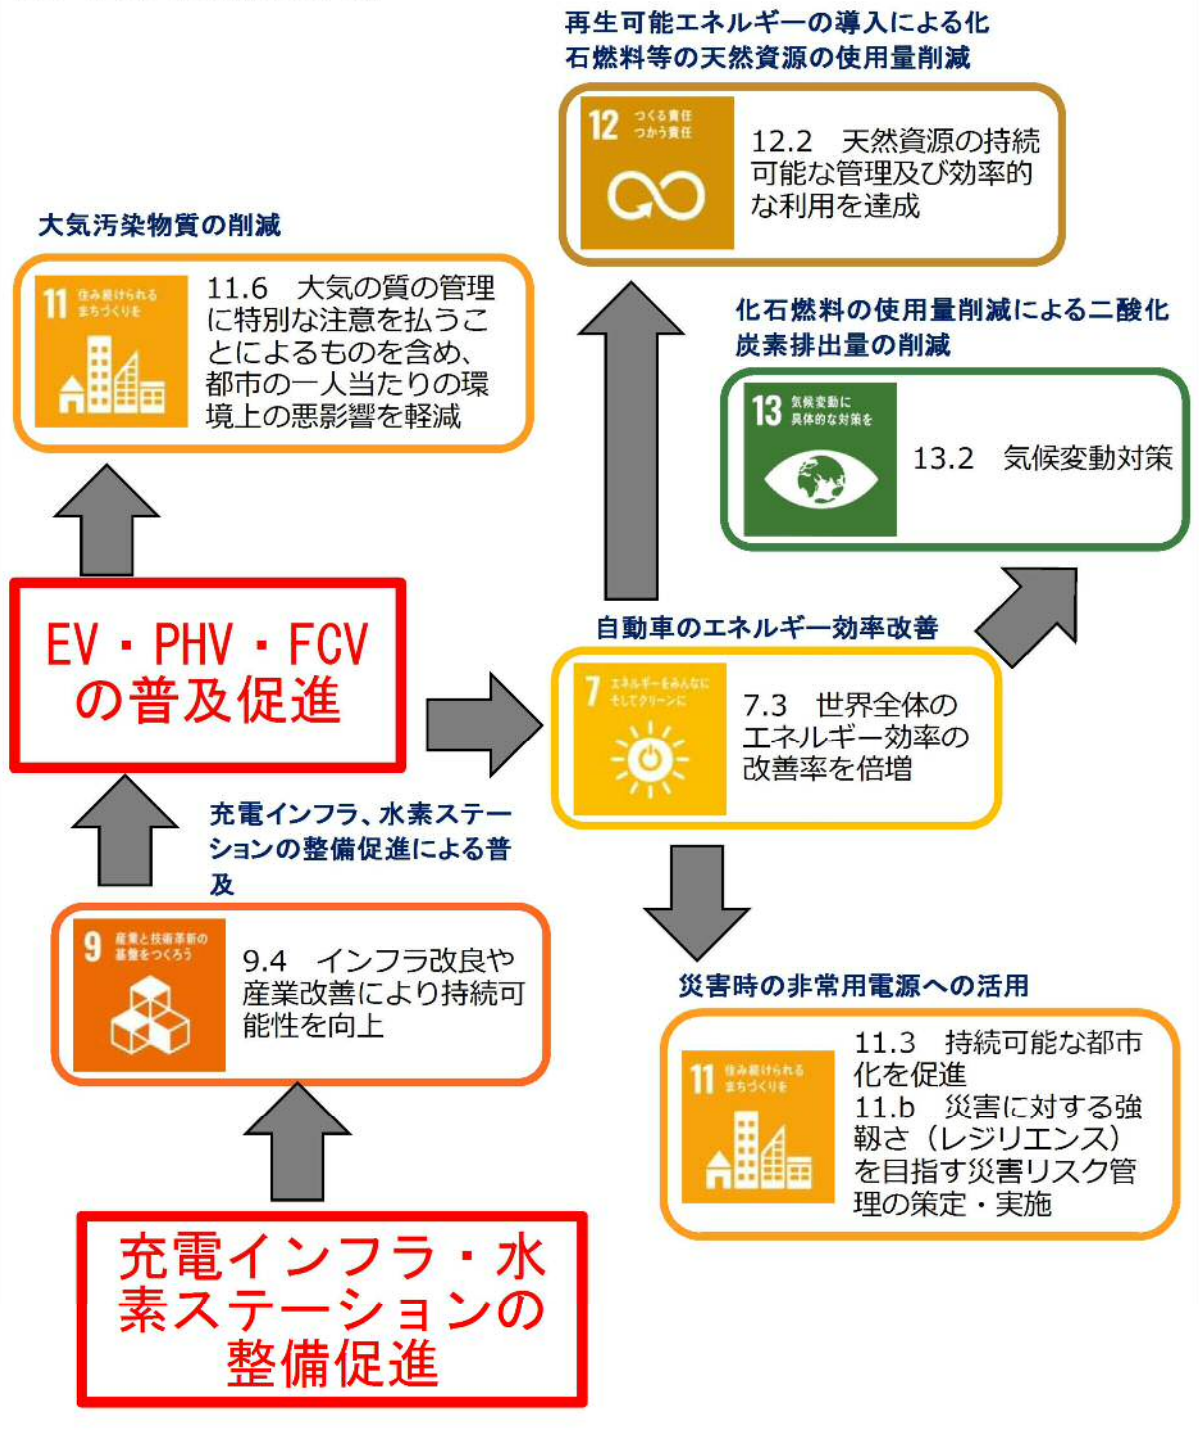 再生可能エネルギーの導入による化
石燃料等の天然資源の使用量削減
12 つくる責任
つかう責任
12.2 天然資源の持続
可能な管理及び効率的
な利用を達成
大気汚染物質の削減
11 住み続けられる
まちづくりを
11.6 大気の質の管理
に特別な注意を払うこ
とによるものを含め、
都市の一人当たりの環
境上の悪影響を軽減
化石燃料の使用量削減による二酸化
炭素排出量の削減
13 気候変動に
具体的な対策を
13.2 気候変動対策
EV・PHV・FCV
の普及促進
自動車のエネルギー効率改善
7 エネルギーをみんなに
そしてクリーンに
7.3 世界全体の
エネルギー効率の
改善率を倍増
充電インフラ、水素ステー
ションの整備促進による普
及
9 産業と技術革新の
基盤をつくろう
9.4 インフラ改良や
産業改善により持続可
能性を向上
災害時の非常用電源への活用
11 住み続けられる
まちづくりを
11.3 持続可能な都市
化を促進
11.b 災害に対する強
靱さ（レジリエンス）
を目指す災害リスク管
理の策定・実施
充電インフラ・水
素ステーションの
整備促進